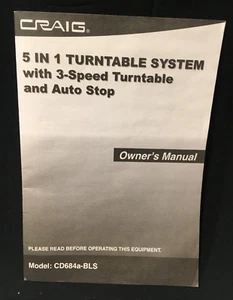 CRAIG®
5 IN 1 TURNTABLE SYSTEM
with 3-Speed Turntable
and Auto Stop
Owner's Manual
PLEASE READ BEFORE OPERATING THIS EQUIPMENT.
Model: CD684a-BLS